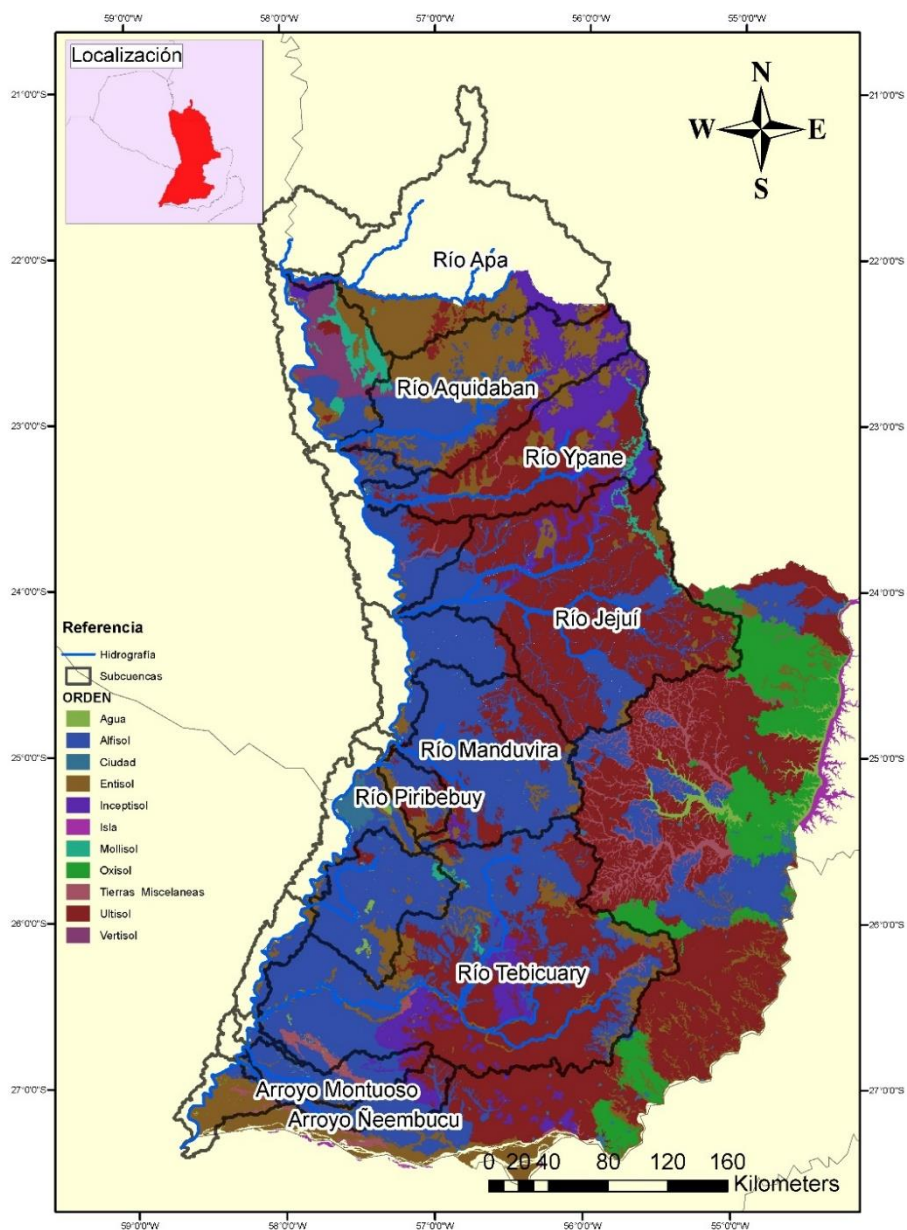 59°0'0"W 58°0'0"W 57°0'0"W 56°0'0"W 55°0'0"W
Localización
N
W E
S
21°0'0"S 21°0'0"S
Río Apa
22°0'0"S 22°0'0"S
Río Aquidaban
23°0'0"S 23°0'0"S
Río Ypane
24°0'0"S 24°0'0"S
Río Jejuí
Referencia
Hidrografía
Subcuencas
ORDEN
Agua
Alfisol
Ciudad
Entisol
Inceptisol
Isla
Mollisol
Oxisol
Tierras Miscelaneas
Ultisol
Vertisol
Río Manduvira
25°0'0"S 25°0'0"S
Río Piribebuy
26°0'0"S 26°0'0"S
Río Tebicuary
27°0'0"S 27°0'0"S
Arroyo Montuoso
Arroyo Ñeembucu
0 20 40 80 120 160
Kilometers
59°0'0"W 58°0'0"W 57°0'0"W 56°0'0"W 55°0'0"W